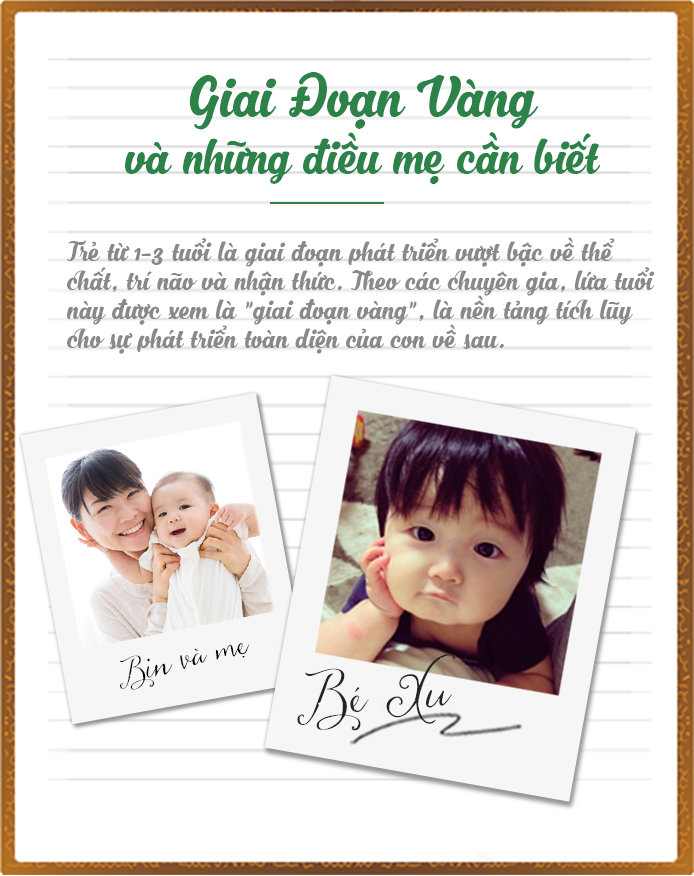 Giai Đoạn Vàng
và những điều mẹ cần biết
Trẻ từ 1-3 tuổi là giai đoạn phát triển vượt bậc về thể
chất, trí não và nhận thức. Theo các chuyên gia, lứa tuổi
này được xem là "giai đoạn vàng", là nền tảng tích lũy
cho sự phát triển toàn diện của con về sau.
Bịn và mẹ
Bé Xu